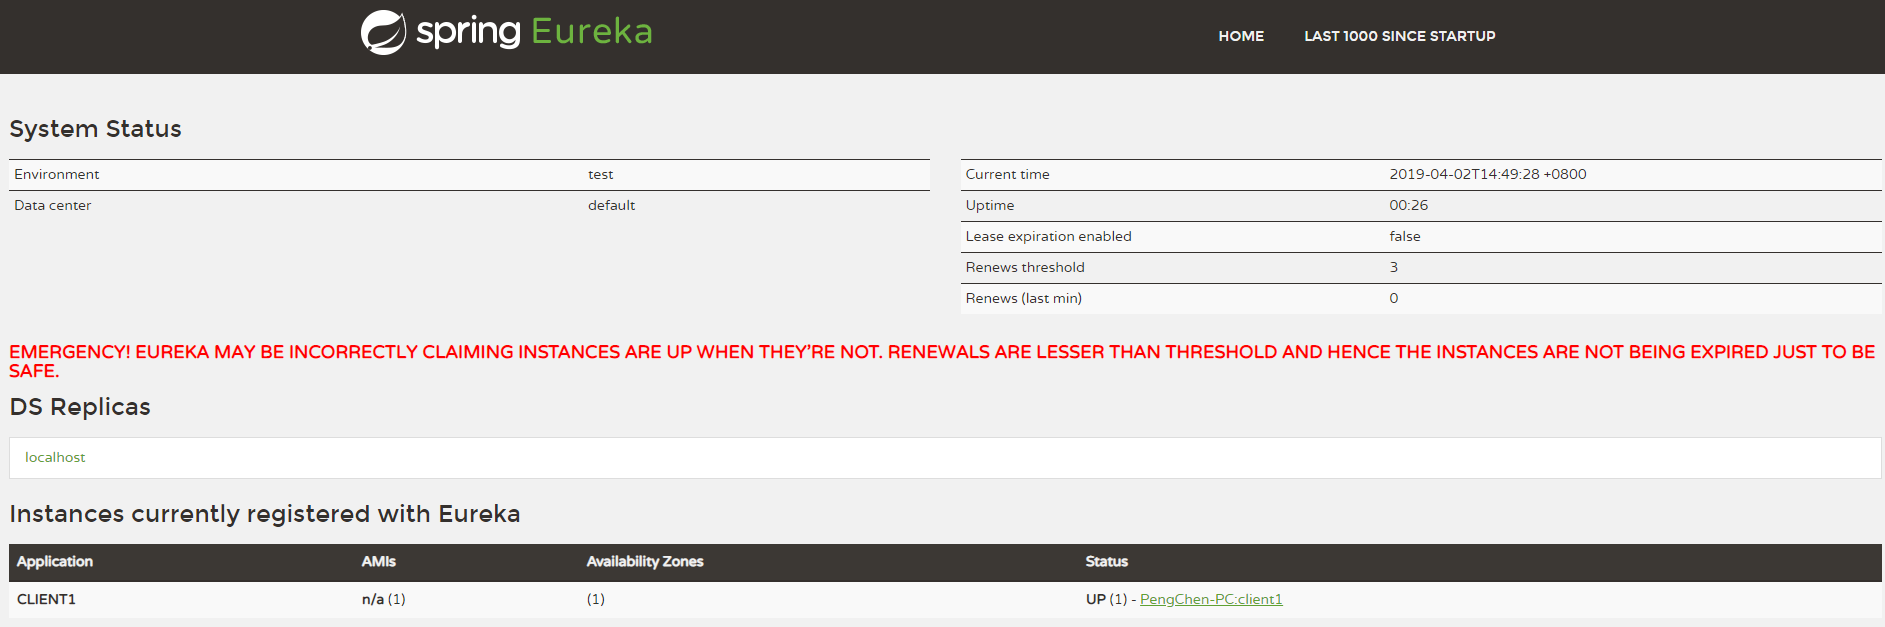 spring Eureka
HOME LAST 1000 SINCE STARTUP
System Status
Environment test
Data center default
Current time 2019-04-02T14:49:28 +0800
Uptime 00:26
Lease expiration enabled false
Renews threshold 3
Renews (last min) 0
EMERGENCY! EUREKA MAY BE INCORRECTLY CLAIMING INSTANCES ARE UP WHEN THEY'RE NOT. RENEWALS ARE LESSER THAN THRESHOLD AND HENCE THE INSTANCES ARE NOT BEING EXPIRED JUST TO BE
SAFE.
DS Replicas
localhost
Instances currently registered with Eureka
Application AMIs Availability Zones Status
CLIENT1 n/a (1) (1) UP (1) - PengChen-PC:client1